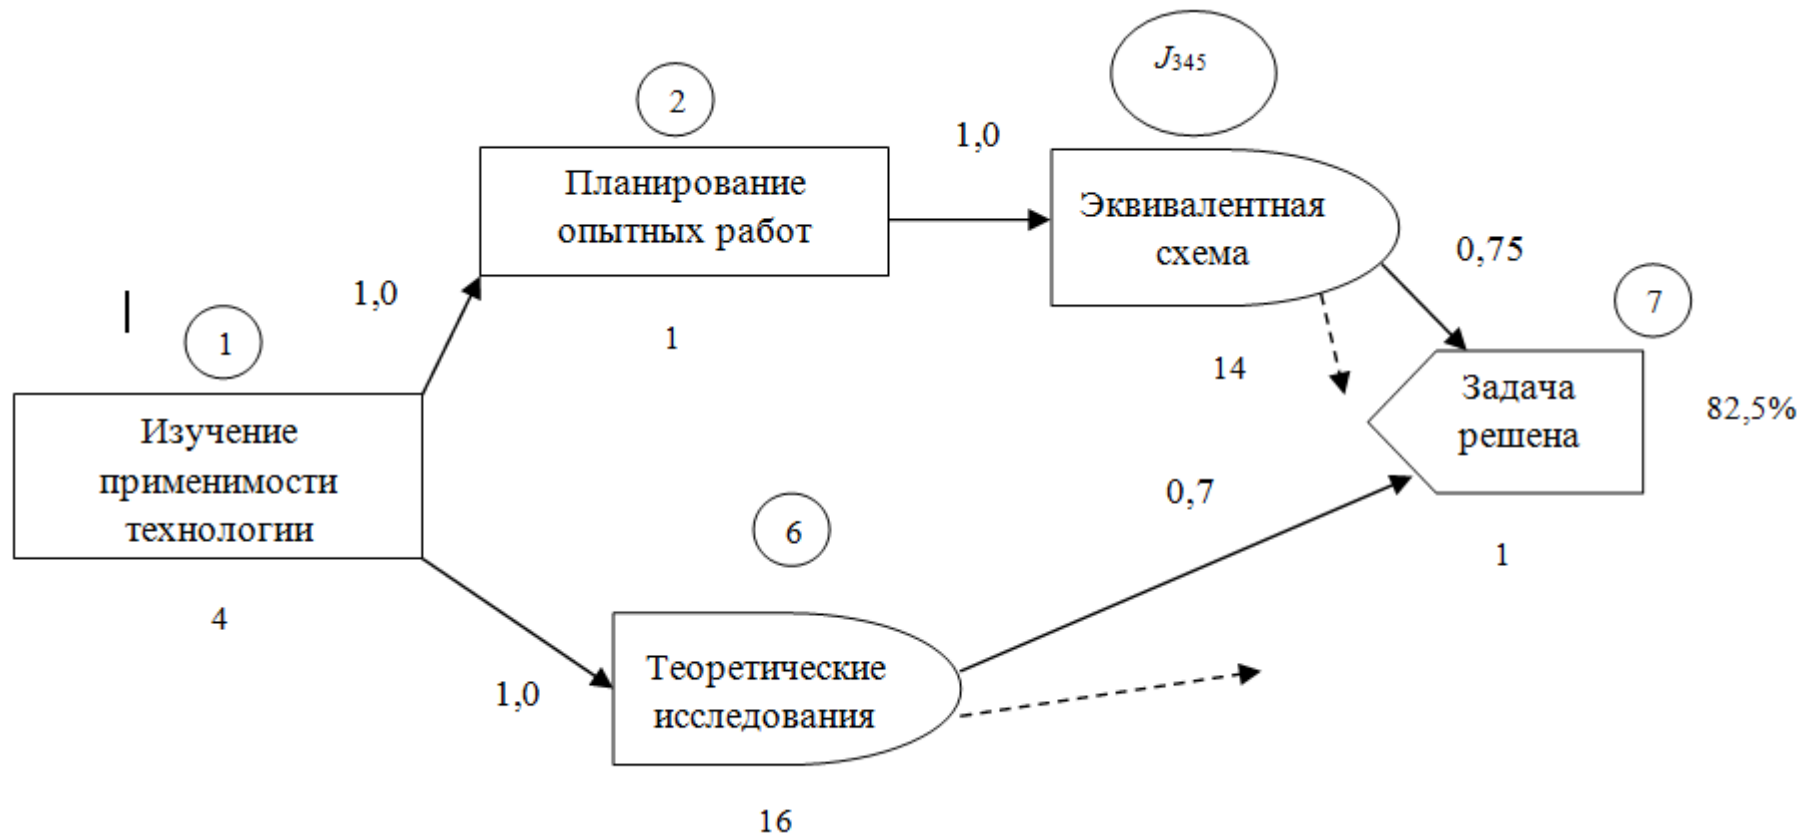 J345
2
1,0
Планирование
опытных работ
Эквивалентная
схема
0,75
7
1,0
1
1
14
Задача
решена
82,5%
Изучение
применимости
технологии
0,7
6
1
4
1,0
Теоретические
исследования
16